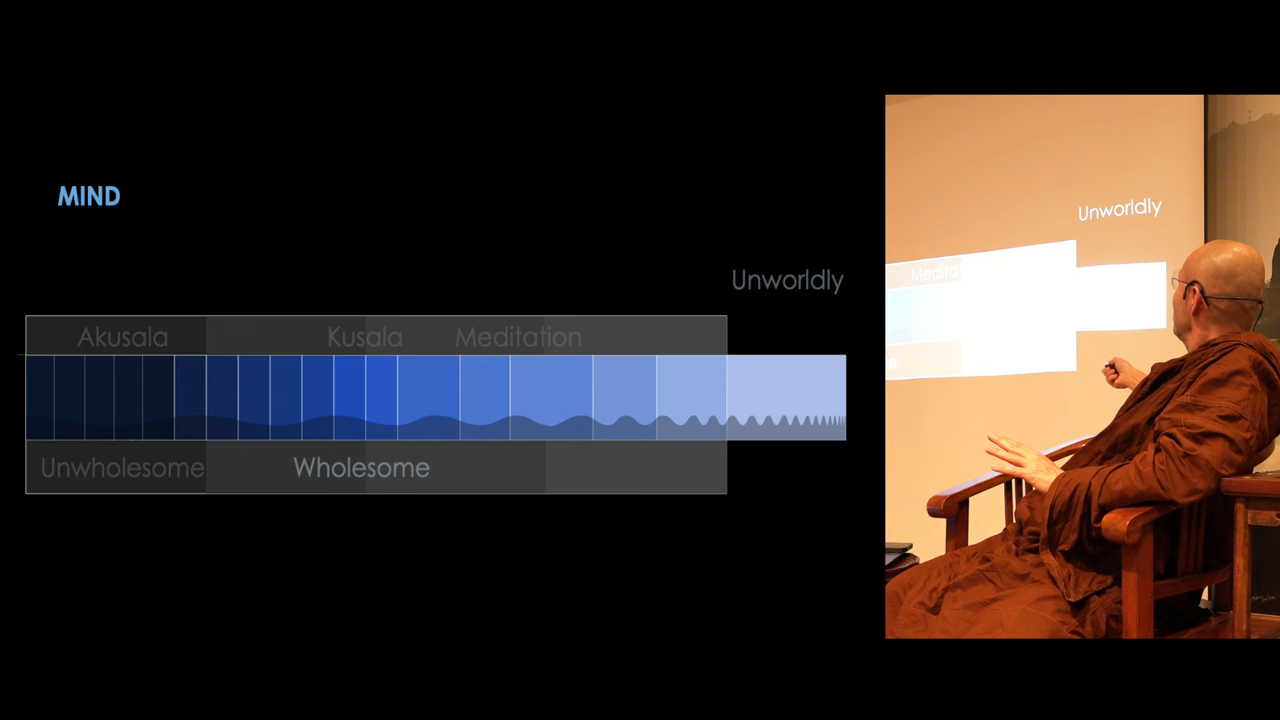 MIND
Unworldly
Akusala Kusala Meditation
Unwholesome Wholesome
Unworldly